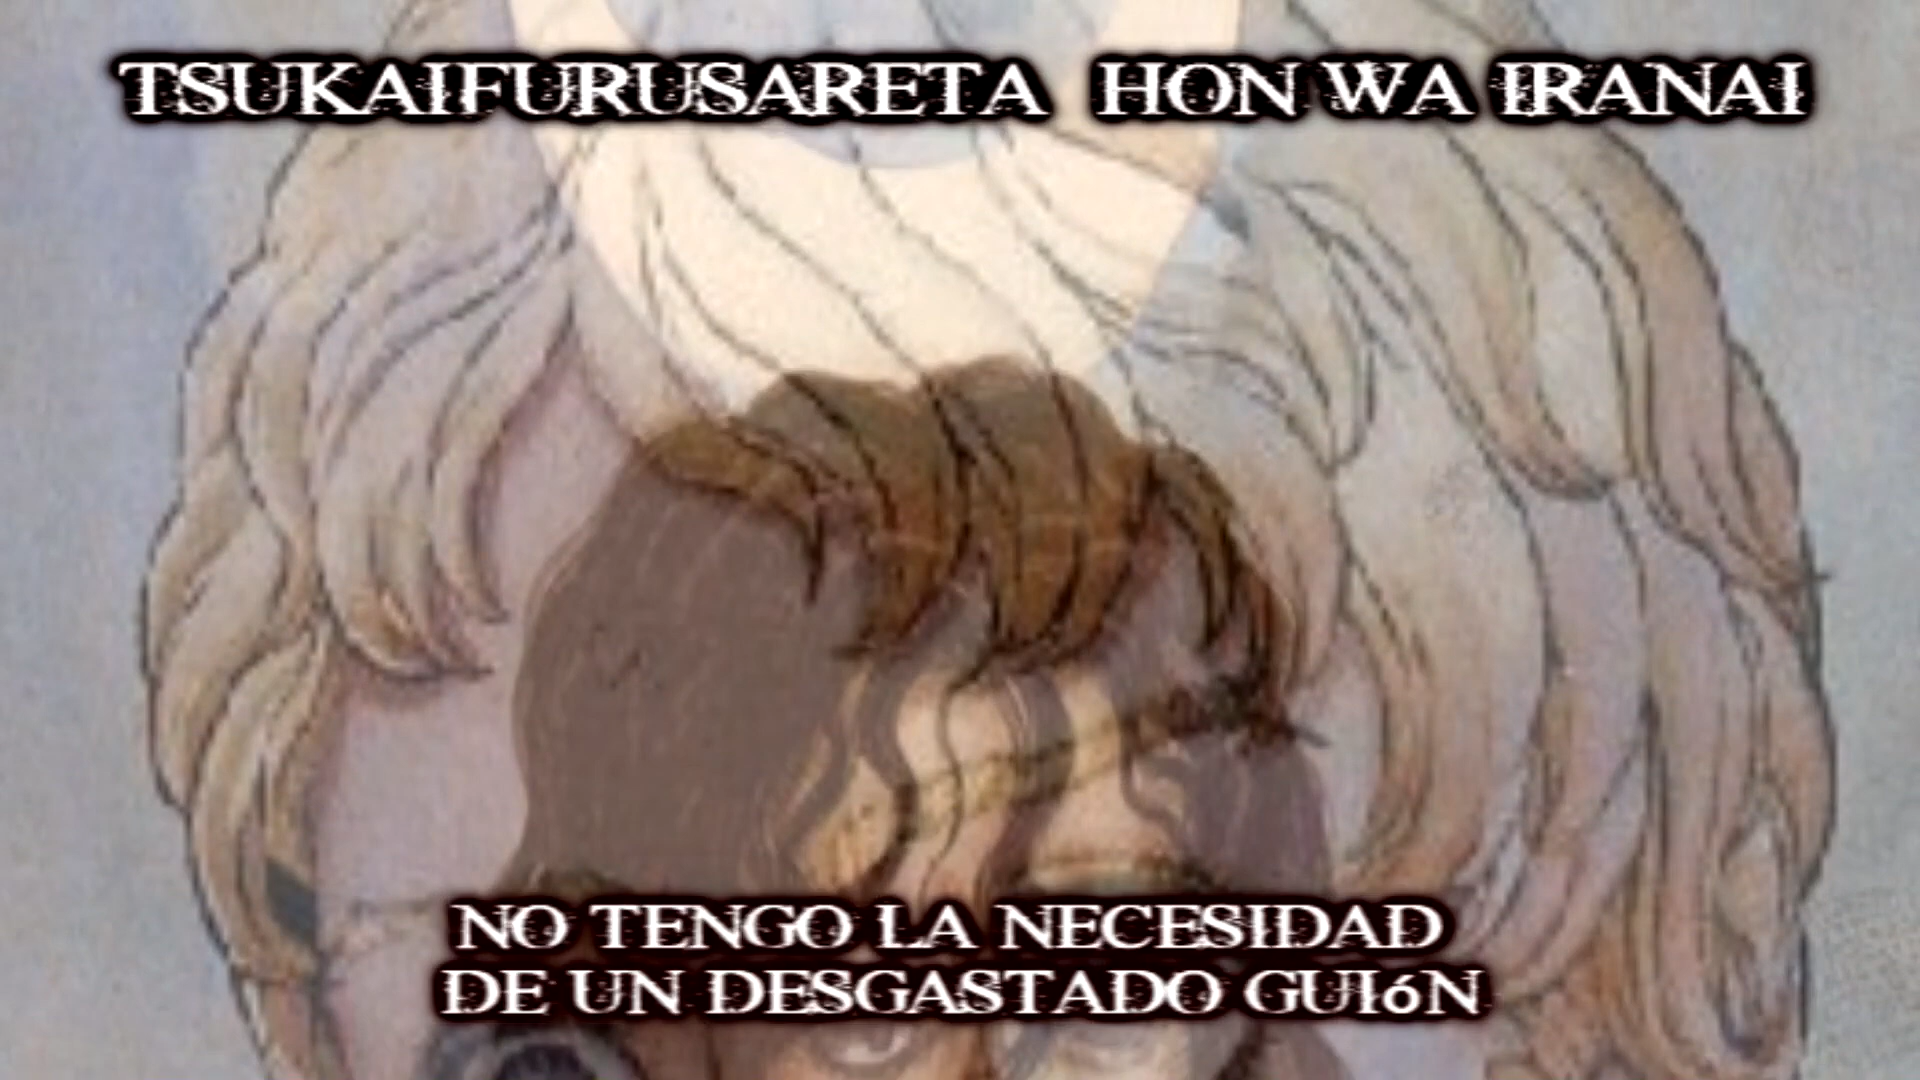 TSUKAIFURUSARETA HON WA IRANAI
NO TENGO LA NECESIDAD
DE UN DESGASTADO GUIóN